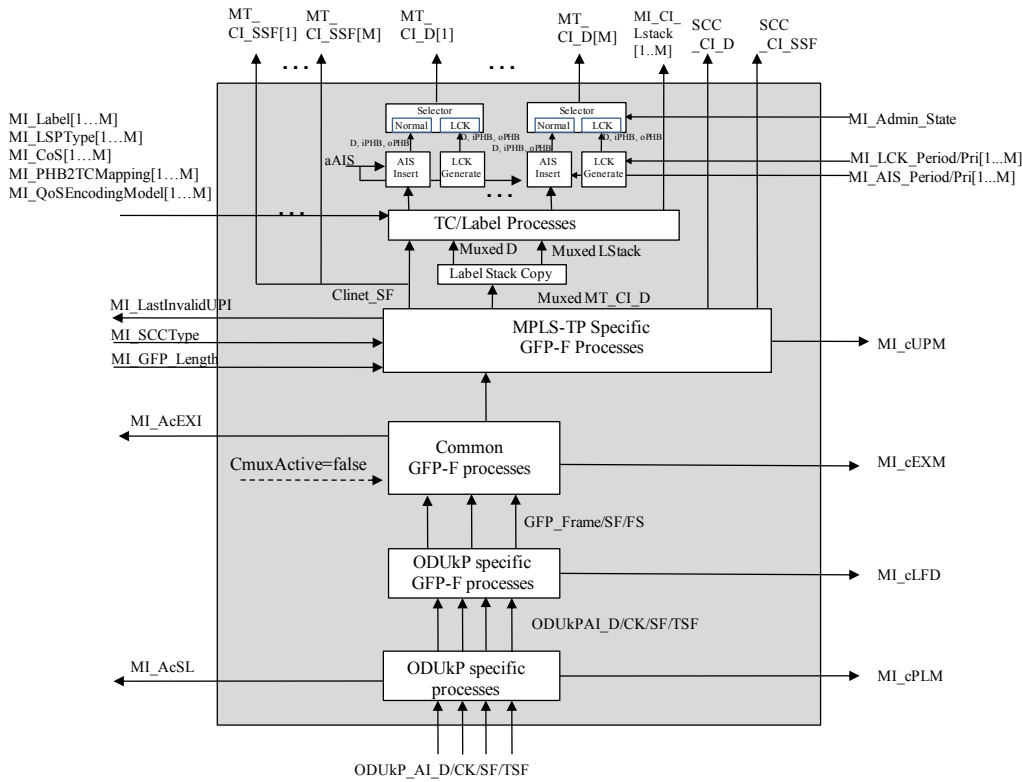 MT_
CI_SSF[1]
MT_
CI_SSF[M]
MT_
CI_D[1]
MT_
CI_D[M]
MI_CI_
Lstack
[1..M]
SCC
_CI_D
SCC
_CI_SSF
. . .
. . .
MI_Label[1…M]
MI_LSPType[1…M]
MI_CoS[1…M]
MI_PHB2TCMapping[1…M]
MI_QoSEncodingModel[1…M]
Selector
Normal
LCK
Selector
Normal
LCK
MI_Admin_State
D, iPHB, oPHB
D, iPHB, oPHB
D, iPHB, oPHB
D, iPHB, oPHB
aAIS
AIS
Insert
LCK
Generate
AIS
Insert
LCK
Generate
MI_LCK_Period/Pri[1...M]
MI_AIS_Period/Pri[1...M]
. . .
. . .
TC/Label Processes
Muxed D
Muxed LStack
Label Stack Copy
Clinet_SF
Muxed MT_CI_D
MI_LastInvalidUPI
MI_SCCType
MI_GFP_Length
MPLS-TP Specific
GFP-F Processes
MI_cUPM
MI_AcEXI
Common
GFP-F processes
CmuxActive=false
MI_cEXM
GFP_Frame/SF/FS
ODUkP specific
GFP-F processes
MI_cLFD
ODUkPAI_D/CK/SF/TSF
MI_AcSL
ODUkP specific
processes
MI_cPLM
ODUkP_AI_D/CK/SF/TSF